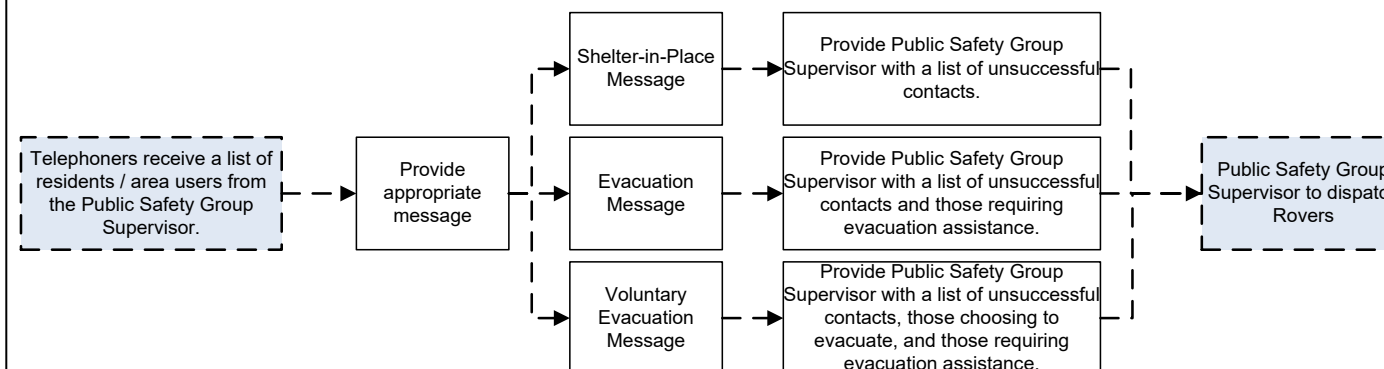 Telephoners receive a list of
residents / area users from
the Public Safety Group
Supervisor.
Provide
appropriate
message
Shelter-in-Place
Message
Provide Public Safety Group
Supervisor with a list of unsuccessful
contacts.
Evacuation
Message
Provide Public Safety Group
Supervisor with a list of unsuccessful
contacts and those requiring
evacuation assistance.
Voluntary
Evacuation
Message
Provide Public Safety Group
Supervisor with a list of unsuccessful
contacts, those choosing to
evacuate, and those requiring
evacuation assistance.
Public Safety Group
Supervisor to dispatc
Rovers